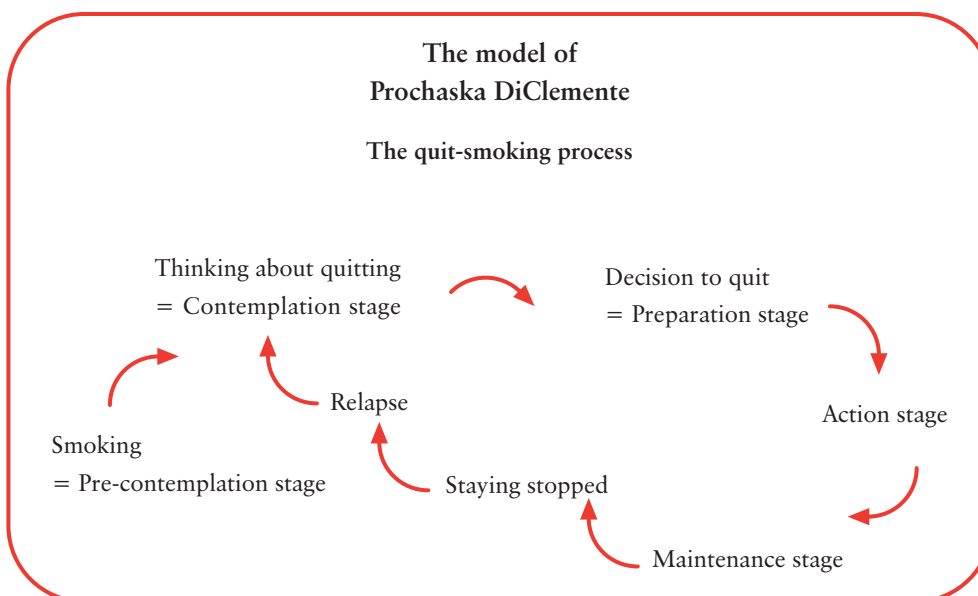 The model of
Prochaska DiClemente
The quit-smoking process
Thinking about quitting
= Contemplation stage
Decision to quit
= Preparation stage
Relapse
Action stage
Smoking
= Pre-contemplation stage
Staying stopped
Maintenance stage